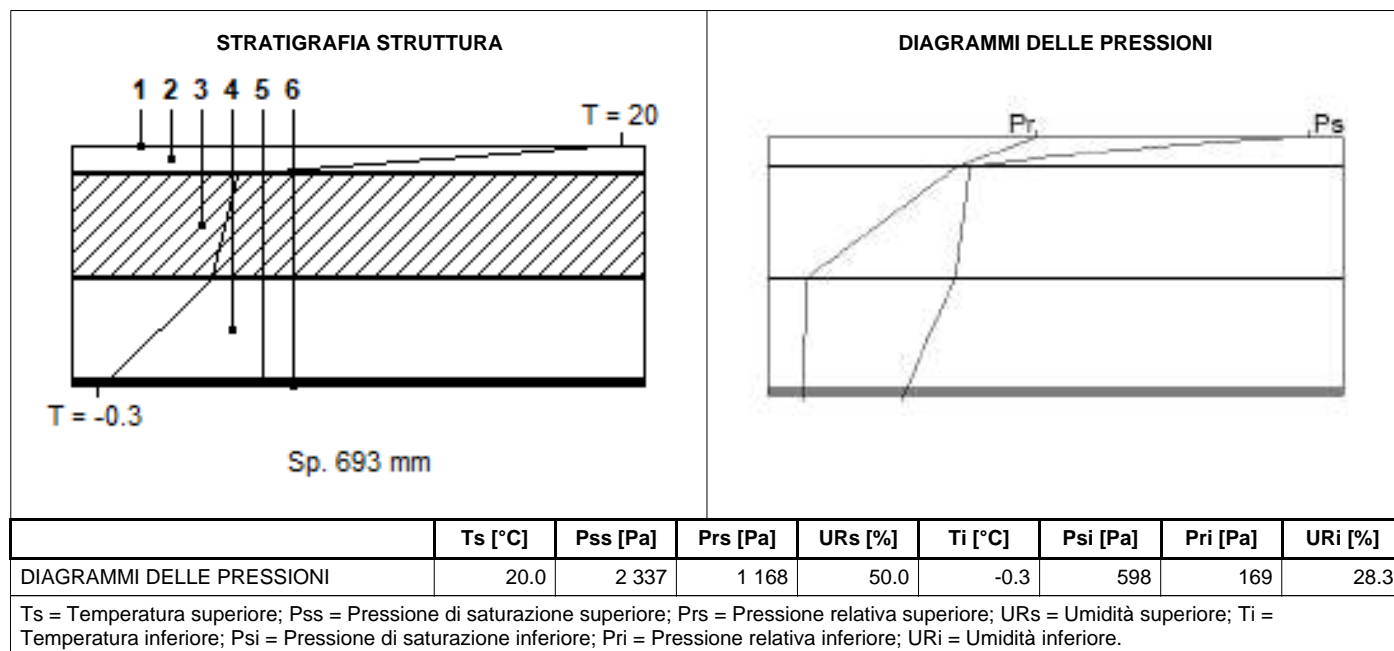 STRATIGRAFIA STRUTTURA
1 2 3 4 5 6
T = 20
T = -0.3
Sp. 693 mm
DIAGRAMMI DELLE PRESSIONI
Pr
Ps
Ts [°C] Pss [Pa] Prs [Pa] URs [%] Ti [°C] Psi [Pa] Pri [Pa] URi [%]
DIAGRAMMI DELLE PRESSIONI 20.0 2 337 1 168 50.0 -0.3 598 169 28.3
Ts = Temperatura superiore; Pss = Pressione di saturazione superiore; Prs = Pressione relativa superiore; URs = Umidità superiore; Ti =
Temperatura inferiore; Psi = Pressione di saturazione inferiore; Pri = Pressione relativa inferiore; URi = Umidità inferiore.